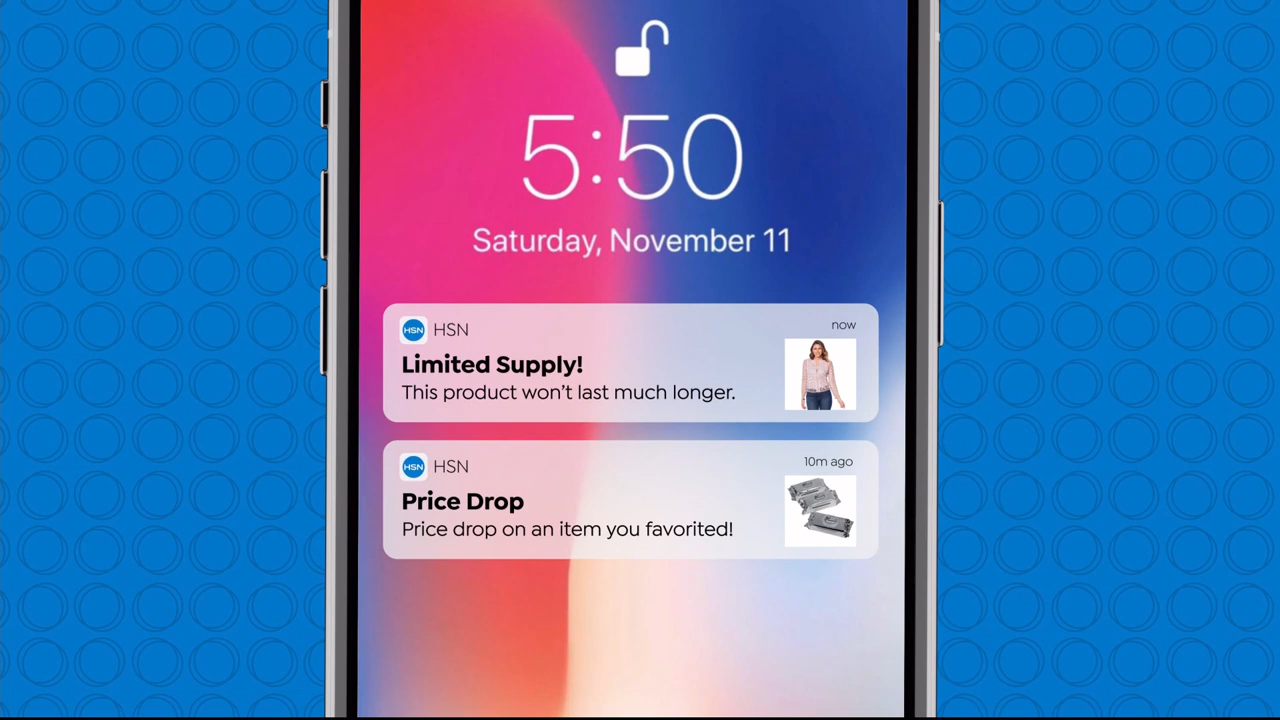 5:50
Saturday, November 11
HSN HSN now
Limited Supply!
This product won't last much longer.
HSN HSN 10m ago
Price Drop
Price drop on an item you favorited!